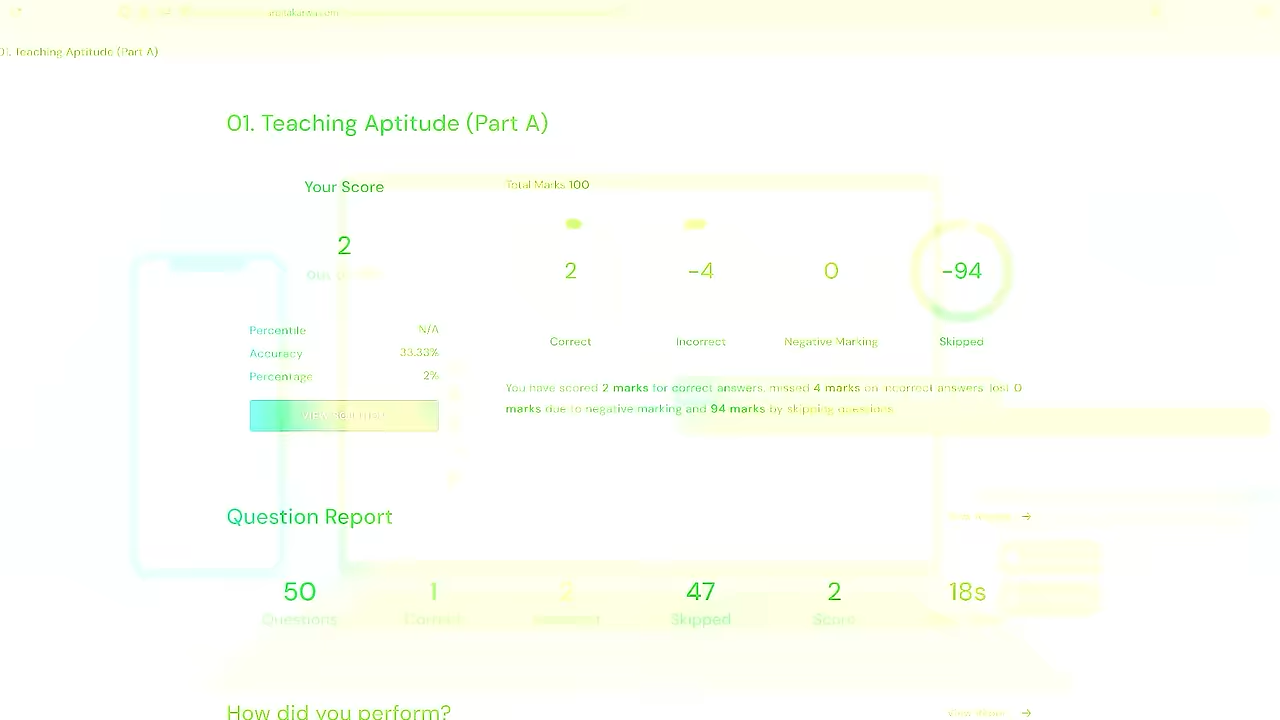 01. Teaching Aptitude (Part A)
01. Teaching Aptitude (Part A)
Your Score
Total Marks 100
2
2
-4
0
-94
Correct
Incorrect
Negative Marking
Skipped
Percentile N/A
Accuracy 33.33%
Percentage 2%
You have scored 2 marks for correct answers, missed 4 marks on incorrect answers, lost 0
marks due to negative marking and 94 marks by skipping questions
Question Report
50
1
2
47
2
18s
Questions
Correct
Skipped
Score
How did you perform?